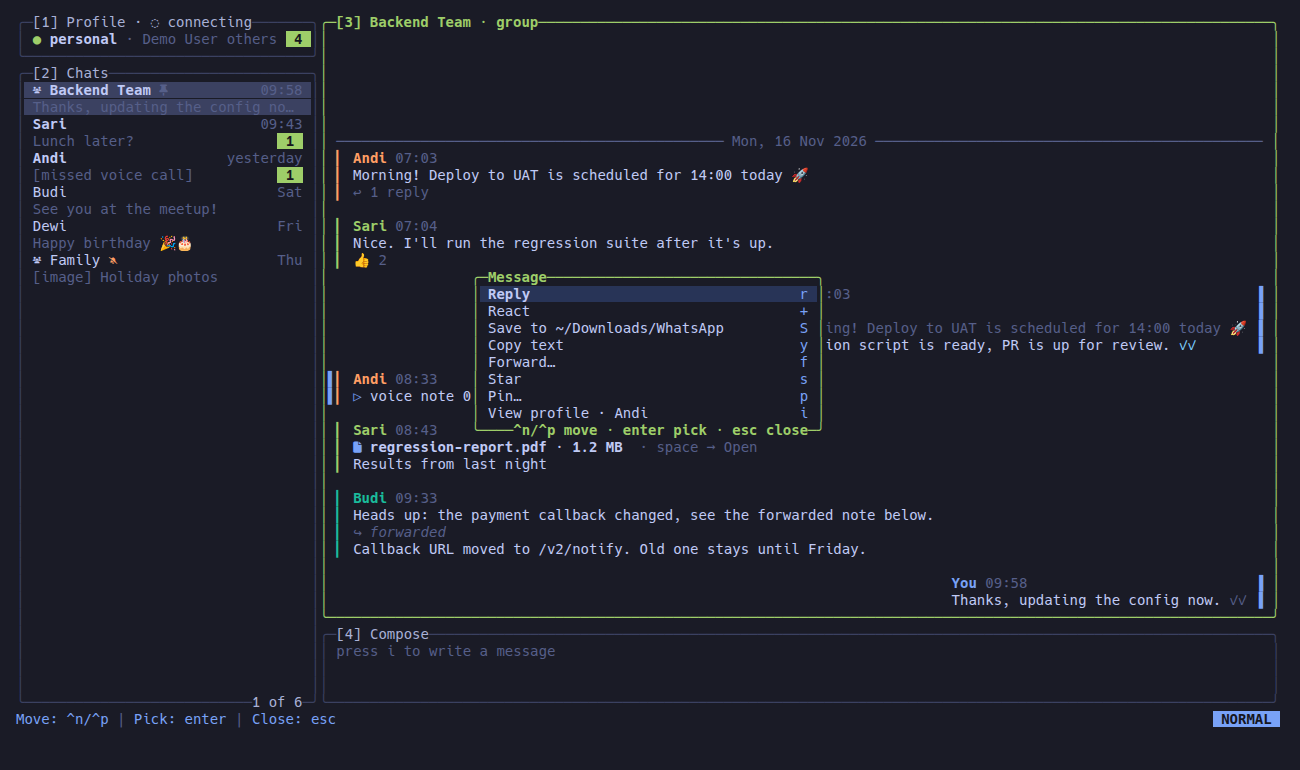 [1] Profile · ◌ connecting
● personal · Demo User others 4
[2] Chats
Backend Team 09:58
Thanks, updating the config no…
Sari 09:43
Lunch later? 1
Andi yesterday
[missed voice call] 1
Budi Sat
See you at the meetup!
Dewi Fri
Happy birthday 🎉🎂
Family Thu
[image] Holiday photos
1 of 6
[3] Backend Team · group
Mon, 16 Nov 2026
Andi 07:03
Morning! Deploy to UAT is scheduled for 14:00 today 🚀
↩ 1 reply
Sari 07:04
Nice. I'll run the regression suite after it's up.
👍 2
:03
ing! Deploy to UAT is scheduled for 14:00 today 🚀
ion script is ready, PR is up for review. √√
Message
Reply r
React +
Save to ~/Downloads/WhatsApp S
Copy text y
Forward… f
Star s
Pin… p
View profile · Andi i
^n/^p move · enter pick · esc close
Andi 08:33
▷ voice note 0
Sari 08:43
regression-report.pdf · 1.2 MB · space → Open
Results from last night
Budi 09:33
Heads up: the payment callback changed, see the forwarded note below.
↪ forwarded
Callback URL moved to /v2/notify. Old one stays until Friday.
You 09:58
Thanks, updating the config now. √√
[4] Compose
press i to write a message
Move: ^n/^p | Pick: enter | Close: esc
NORMAL